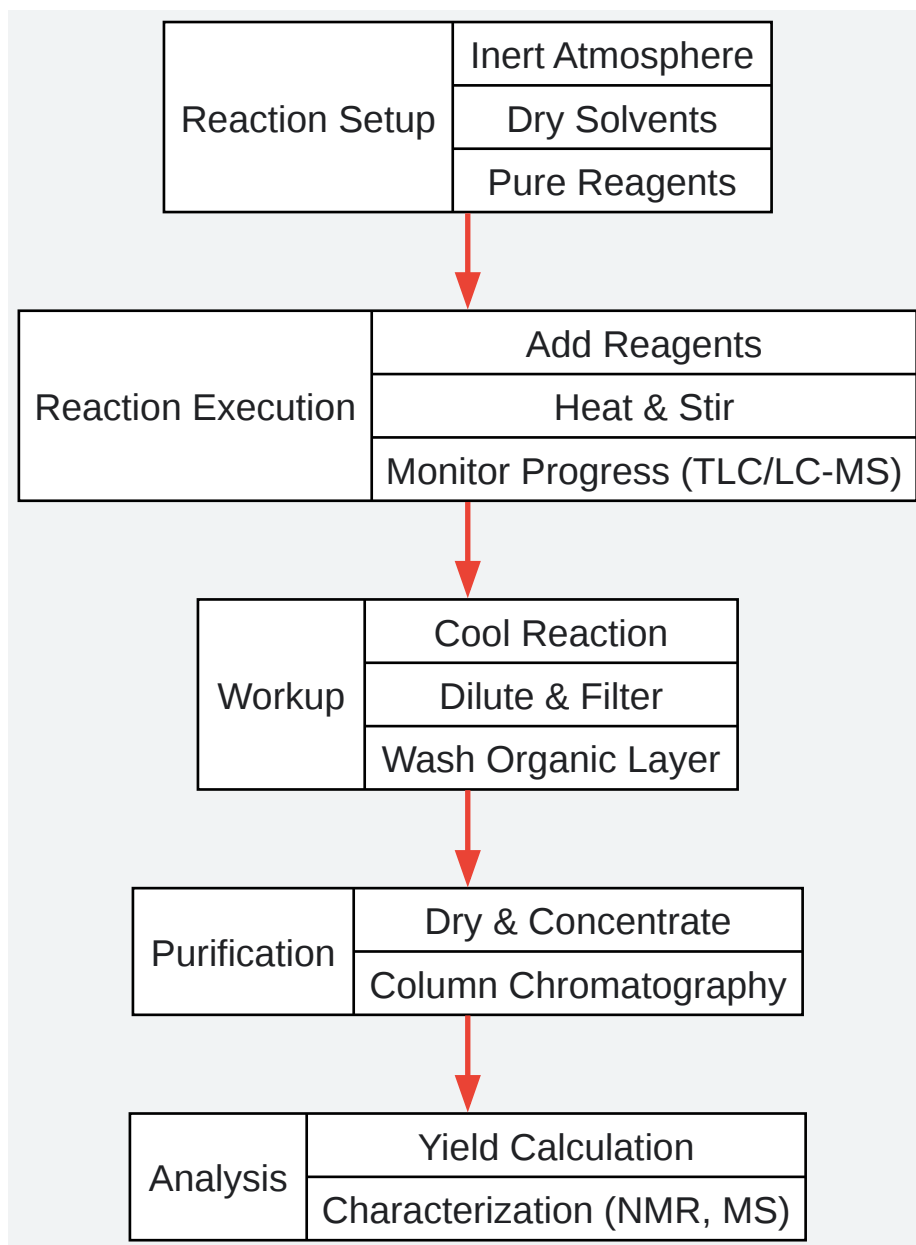 Reaction Setup
Inert Atmosphere
Dry Solvents
Pure Reagents
Reaction Execution
Add Reagents
Heat & Stir
Monitor Progress (TLC/LC-MS)
Workup
Cool Reaction
Dilute & Filter
Wash Organic Layer
Purification
Dry & Concentrate
Column Chromatography
Analysis
Yield Calculation
Characterization (NMR, MS)